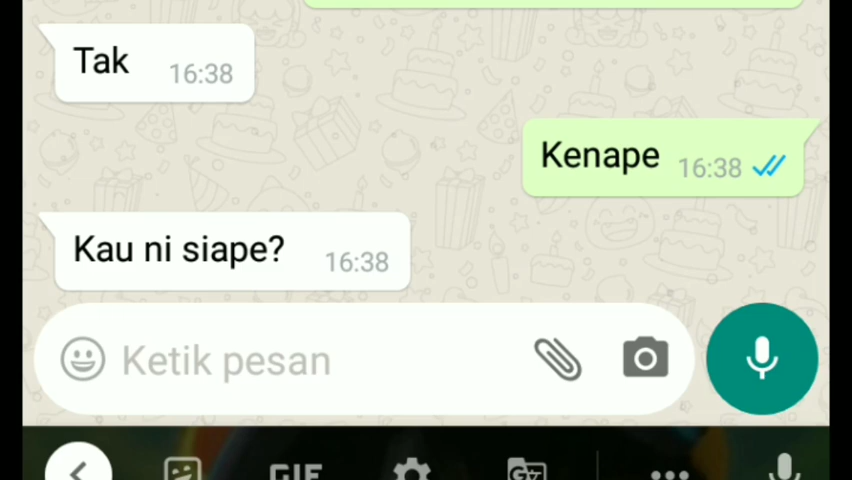 Tak 16:38
Kenape 16:38
Kau ni siape? 16:38
Ketik pesan
GIF